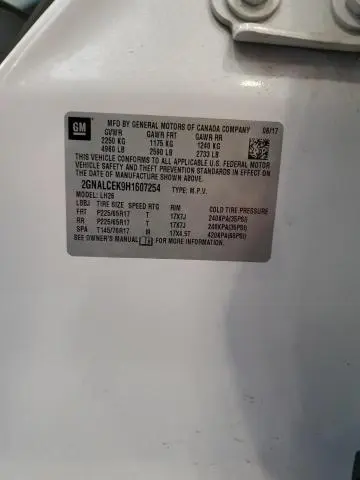 GM
MFD BY GENERAL MOTORS OF CANADA COMPANY 06/17
GVWR GAWR FRT GAWR RR
2250 KG 1175 KG 1240 KG
4960 LB 2590 LB 2733 LB
THIS VEHICLE CONFORMS TO ALL APPLICABLE U.S. FEDERAL MOTOR
VEHICLE SAFETY AND THEFT PREVENTION STANDARDS IN EFFECT ON
THE DATE OF MANUFACTURE SHOWN ABOVE.
2GNALCEK9H1607254 TYPE: M.P.V.
MODEL: LH26
LBBJ TIRE SIZE SPEED RTG RIM COLD TIRE PRESSURE
FRT P225/65R17 T 17X7J 240KPA(35PSI)
RR P225/65R17 T 17X7J 240KPA(35PSI)
SPA T145/70R17 M 17X4.5T 420KPA(60PSI)
SEE OWNER'S MANUAL FOR MORE INFORMATION.